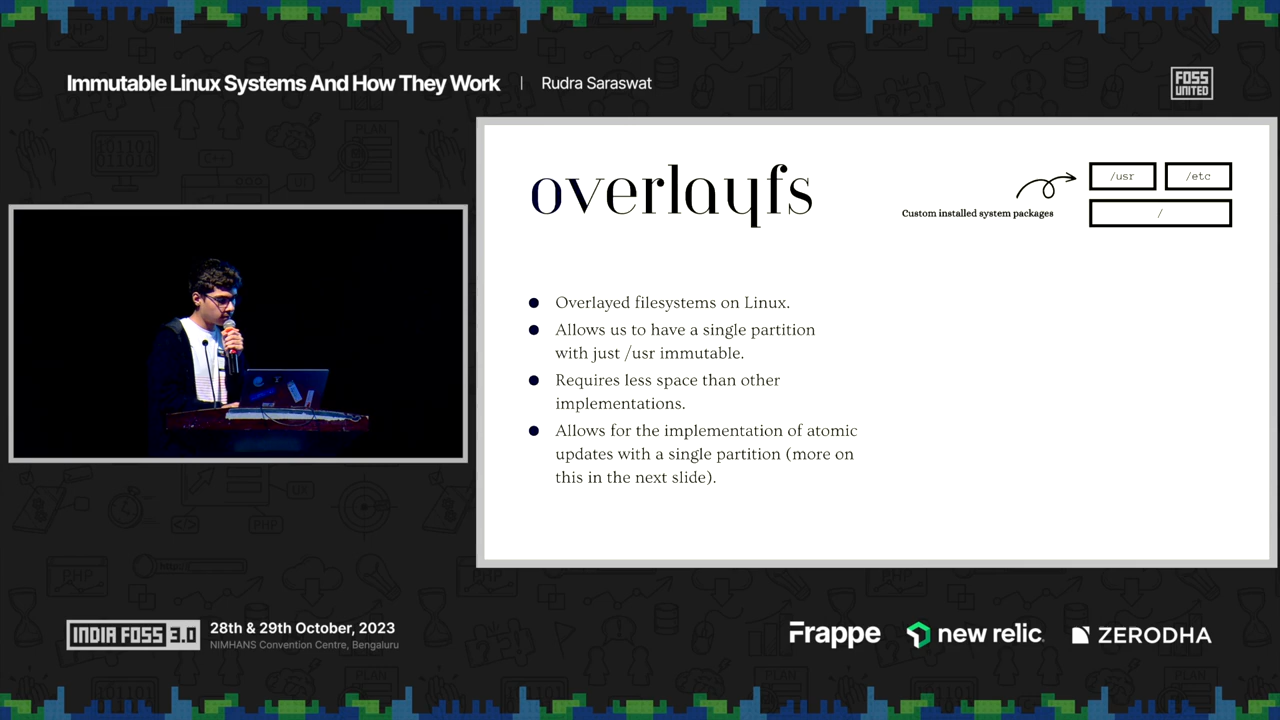 Immutable Linux Systems And How They Work | Rudra Saraswat
FOSS
UNITED
overlayfs
/usr
/etc
Custom installed system packages
/
● Overlayed filesystems on Linux.
● Allows us to have a single partition
with just /usr immutable.
● Requires less space than other
implementations.
● Allows for the implementation of atomic
updates with a single partition (more on
this in the next slide).
INDIA FOSS 3.0
28th & 29th October, 2023
NIMHANS Convention Centre, Bengaluru
Frappe
new relic
ZERODHA